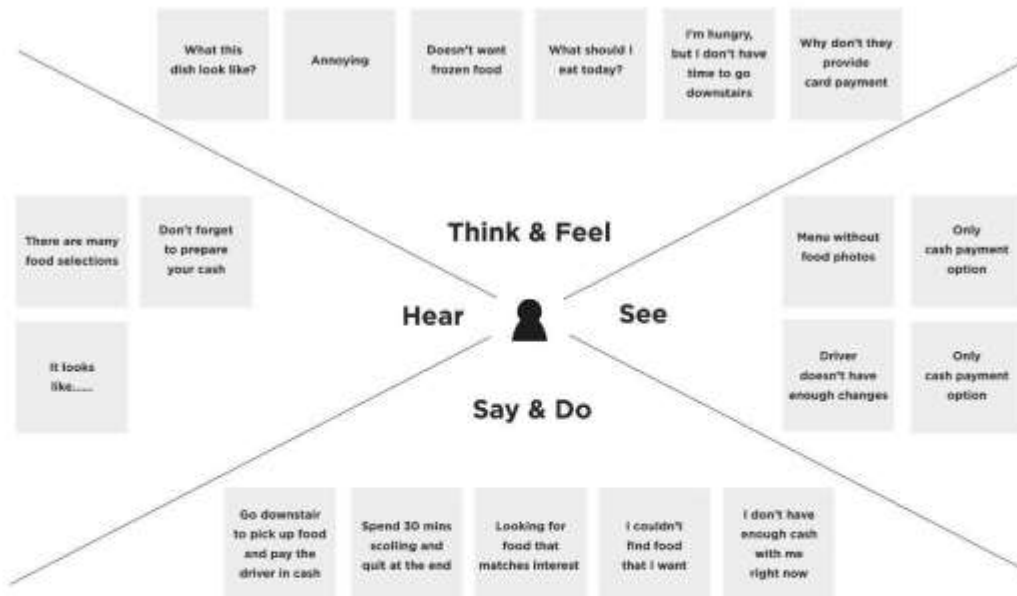 What this
dish look like?
Annoying
Doesn't want
frozen food
What should I
eat today?
I'm hungry,
but I don't have
time to go
downstairs
Why don't they
provide
card payment
Think & Feel
There are many
food selections
Don't forget
to prepare
your cash
It looks
like......
Hear
See
Menu without
food photos
Only
cash payment
option
Driver
doesn't have
enough changes
Only
cash payment
option
Say & Do
Go downstair
to pick up food
and pay the
driver in cash
Spend 30 mins
scolling and
quit at the end
Looking for
food that
matches interest
I couldn't
find food
that I want
I don't have
enough cash
with me
right now